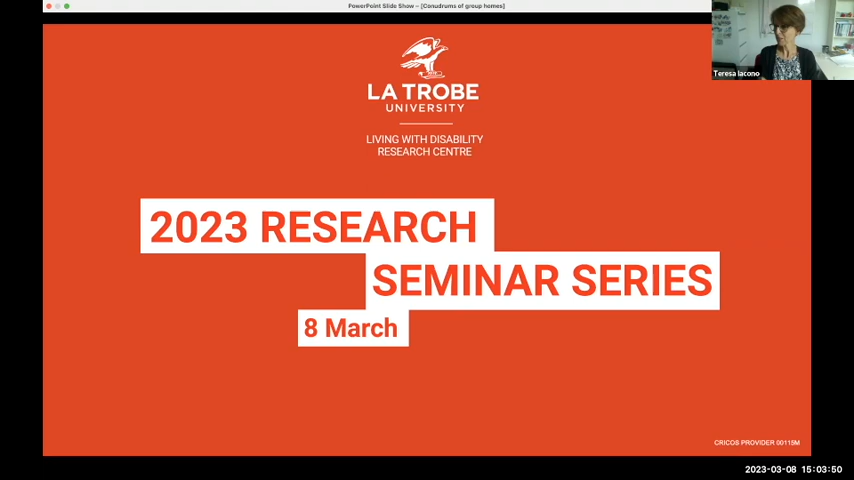 PowerPoint Slide Show – [Conudrums of group homes]
Teresa Iacono
LA TROBE
UNIVERSITY
LIVING WITH DISABILITY
RESEARCH CENTRE
2023 RESEARCH
SEMINAR SERIES
8 March
CRICOS PROVIDER 00115M
2023-03-08 15:03:50